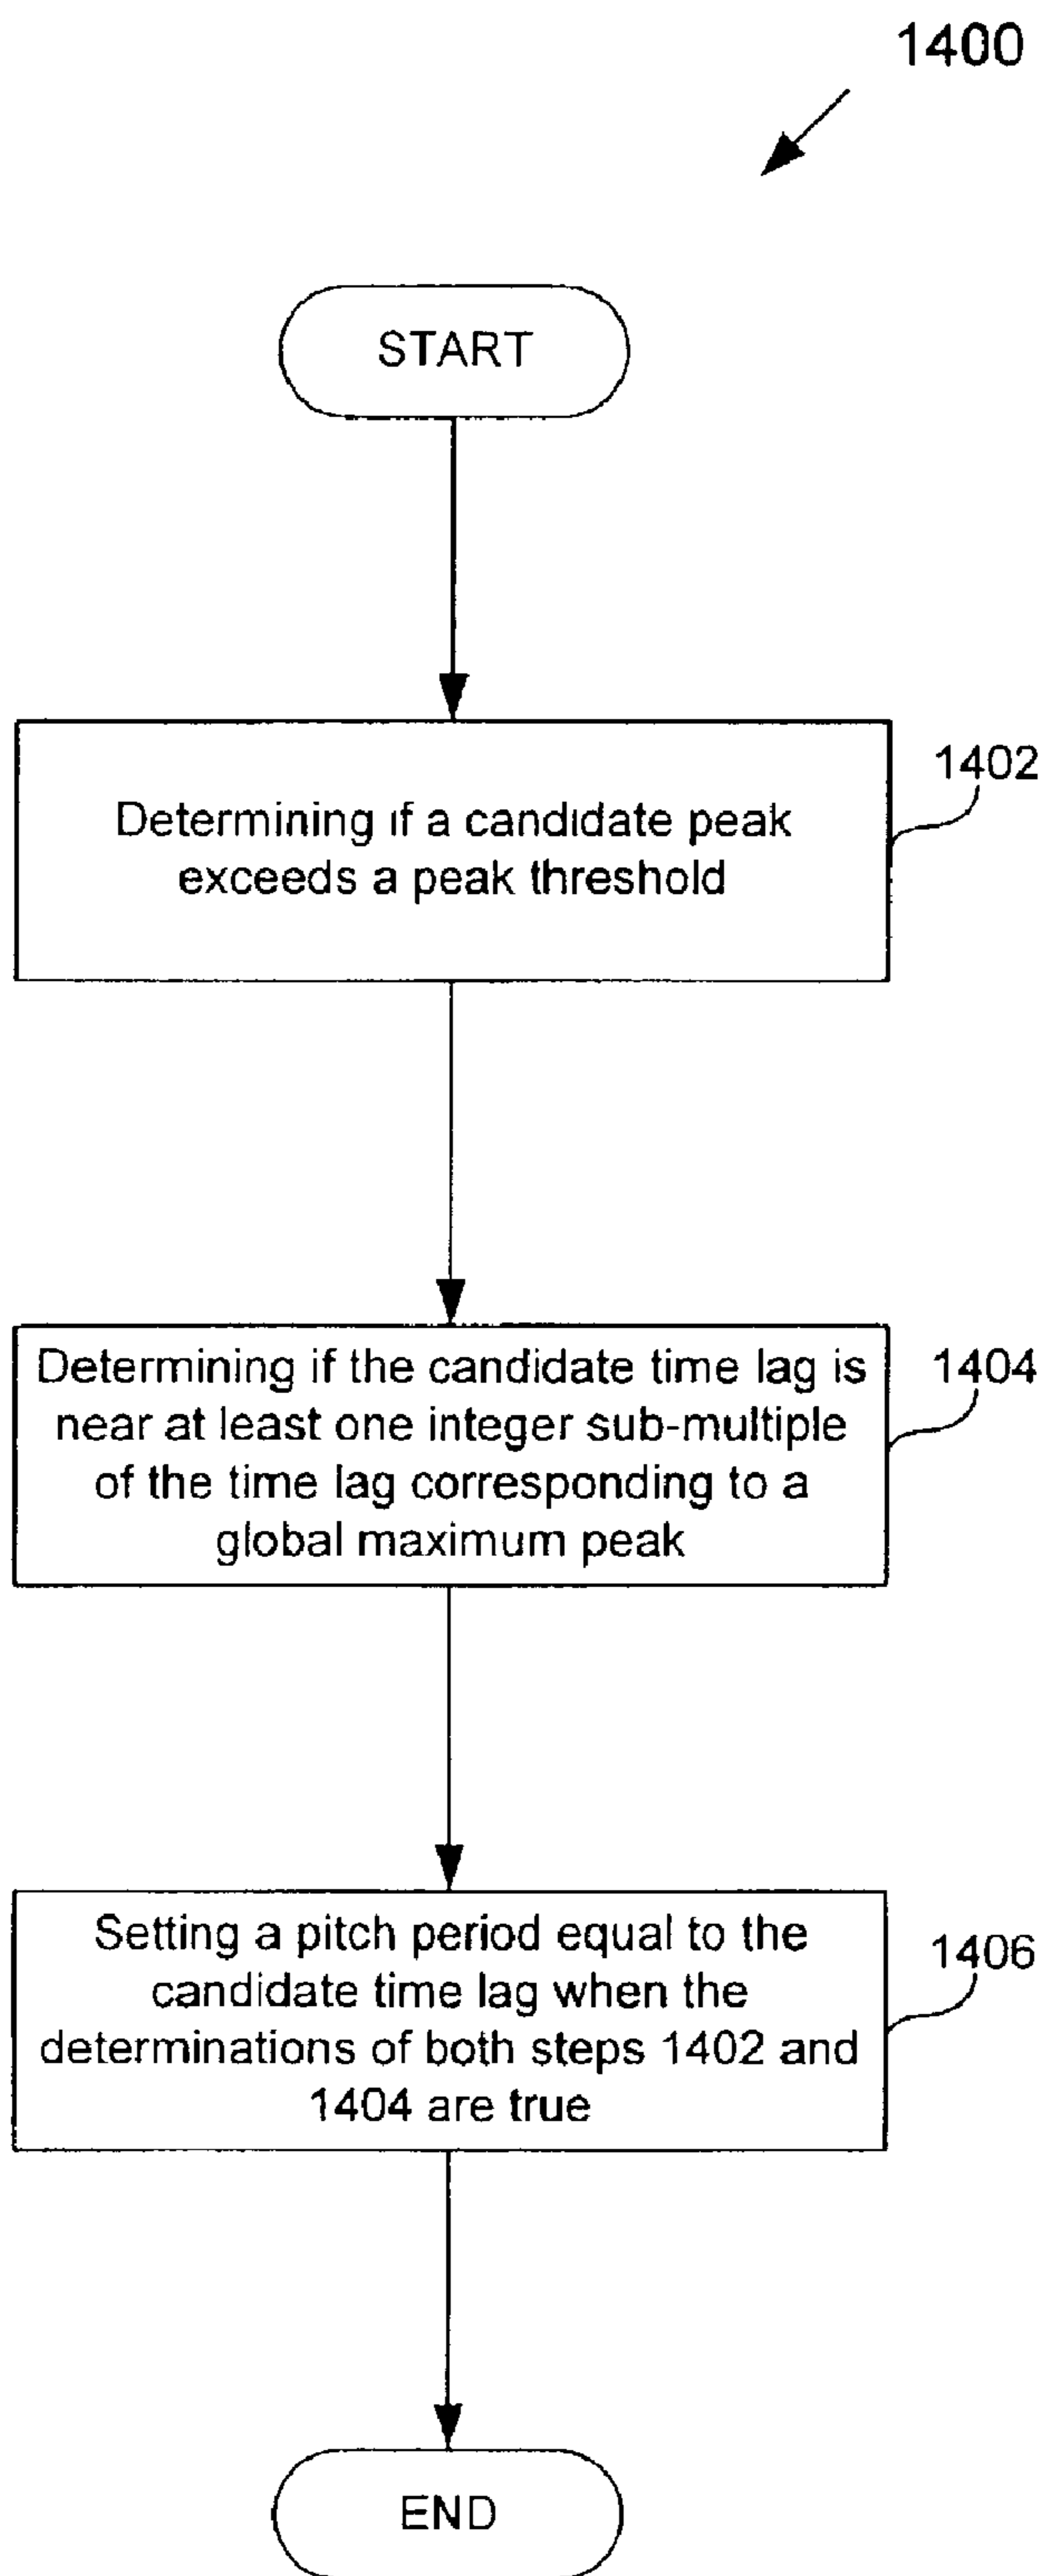 1400
START
Determining if a candidate peak
exceeds a peak threshold
1402
Determining if the candidate time lag is
near at least one integer sub-multiple
of the time lag corresponding to a
global maximum peak
1404
Setting a pitch period equal to the
candidate time lag when the
determinations of both steps 1402 and
1404 are true
1406
END